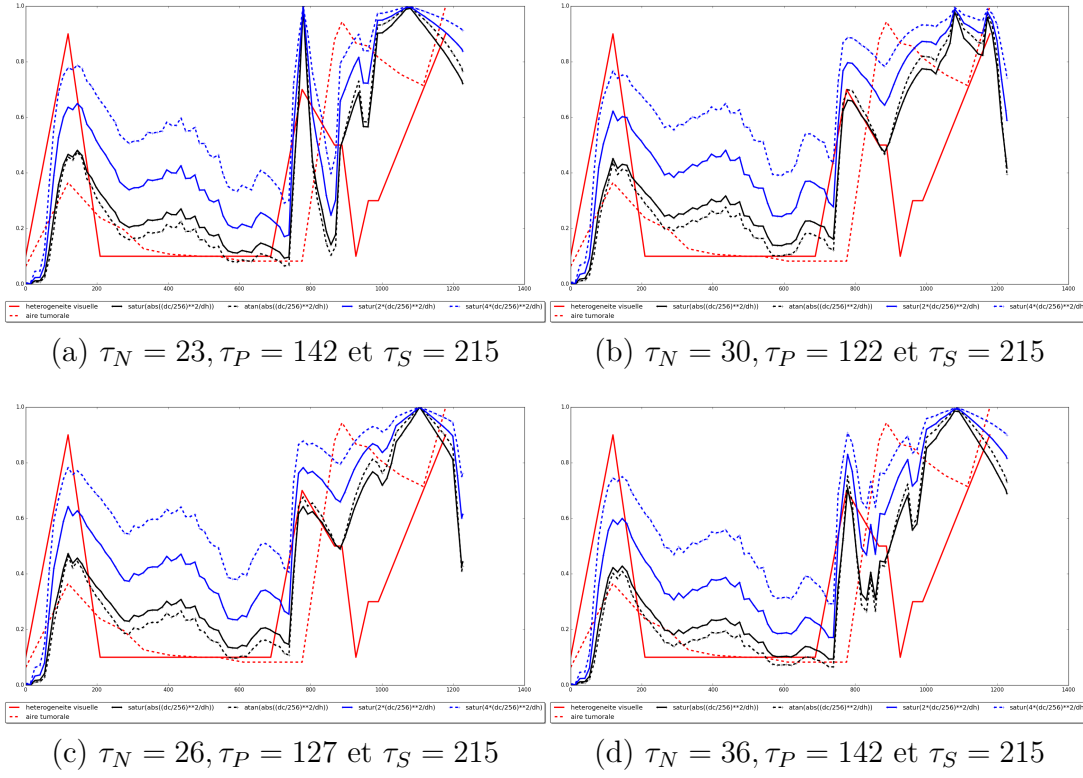 1.0 1.0
0.8 0.8
0.6 0.6
0.4 0.4
0.2 0.2
0.0 0.0
0 200 400 600 800 1000 1200 1400 0 200 400 600 800 1000 1200 1400
heterogeneite visuelle satur(abs((dc/256)**2/dh)) atan(abs((dc/256)**2/dh)) satur(2*(dc/256)**2/dh) satur(4*(dc/256)**2/dh)
aire tumorale
heterogeneite visuelle satur(abs((dc/256)**2/dh)) atan(abs((dc/256)**2/dh)) satur(2*(dc/256)**2/dh) satur(4*(dc/256)**2/dh)
aire tumorale
(a) τ_N = 23, τ_P = 142 et τ_S = 215
(b) τ_N = 30, τ_P = 122 et τ_S = 215
1.0 1.0
0.8 0.8
0.6 0.6
0.4 0.4
0.2 0.2
0.0 0.0
0 200 400 600 800 1000 1200 1400 0 200 400 600 800 1000 1200 1400
heterogeneite visuelle satur(abs((dc/256)**2/dh)) atan(abs((dc/256)**2/dh)) satur(2*(dc/256)**2/dh) satur(4*(dc/256)**2/dh)
aire tumorale
heterogeneite visuelle satur(abs((dc/256)**2/dh)) atan(abs((dc/256)**2/dh)) satur(2*(dc/256)**2/dh) satur(4*(dc/256)**2/dh)
aire tumorale
(c) τ_N = 26, τ_P = 127 et τ_S = 215
(d) τ_N = 36, τ_P = 142 et τ_S = 215